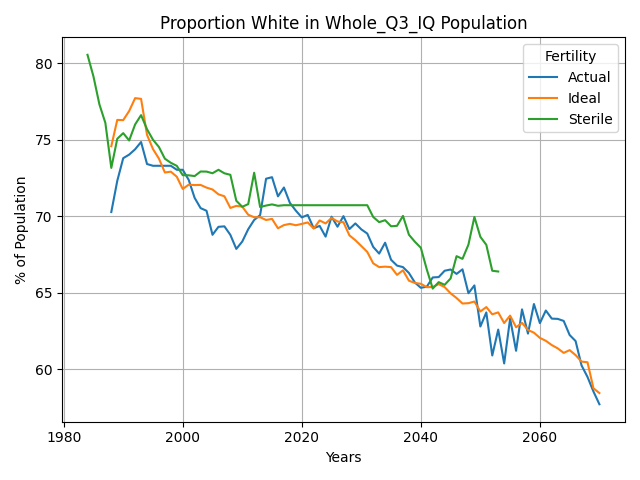 Proportion White in Whole_Q3_IQ Population
% of Population
80
75
70
65
60
Fertility
Actual
Ideal
Sterile
1980
2000
2020
2040
2060
Years